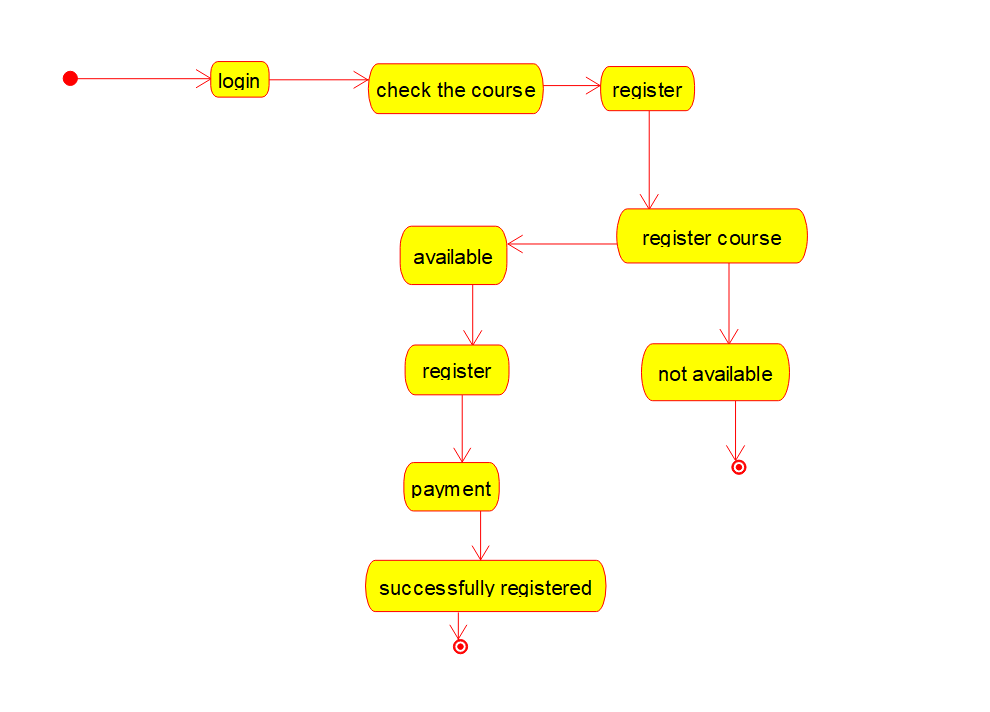 login
check the course
register
register course
available
not available
register
payment
successfully registered